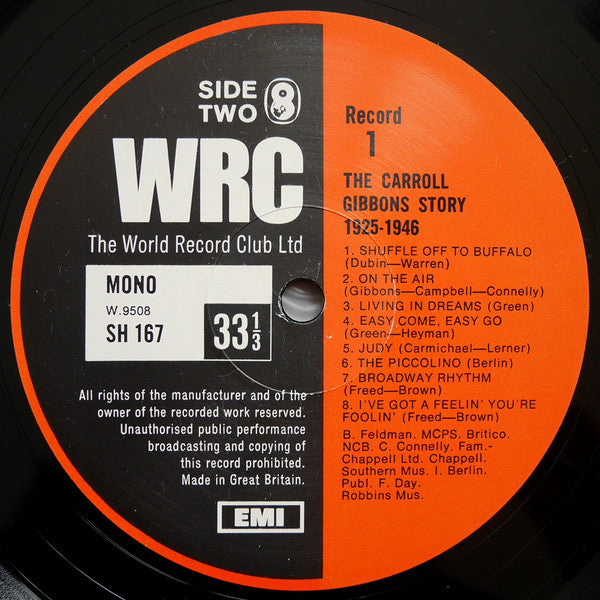 SIDE
TWO
WRC
The World Record Club Ltd
MONO
W.9508
SH 167
33 1/3
All rights of the manufacturer and of the
owner of the recorded work reserved.
Unauthorised public performance
broadcasting and copying of
this record prohibited.
Made in Great Britain.
EMI
Record
1
THE CARROLL
GIBBONS STORY
1925-1946
1. SHUFFLE OFF TO BUFFALO
(Dubin—Warren)
2. ON THE AIR
(Gibbons—Campbell—Connelly)
3. LIVING IN DREAMS (Green)
4. EASY COME, EASY GO
(Green—Heyman)
5. JUDY (Carmichael—Lerner)
6. THE PICCOLINO (Berlin)
7. BROADWAY RHYTHM
(Freed—Brown)
8. I'VE GOT A FEELIN' YOU'RE
FOOLIN' (Freed—Brown)
B. Feldman. MCPS. Britico.
NCB. C. Connelly. Fam.-
Chappell Ltd. Chappell.
Southern Mus. I. Berlin.
Publ. F. Day.
Robbins Mus.